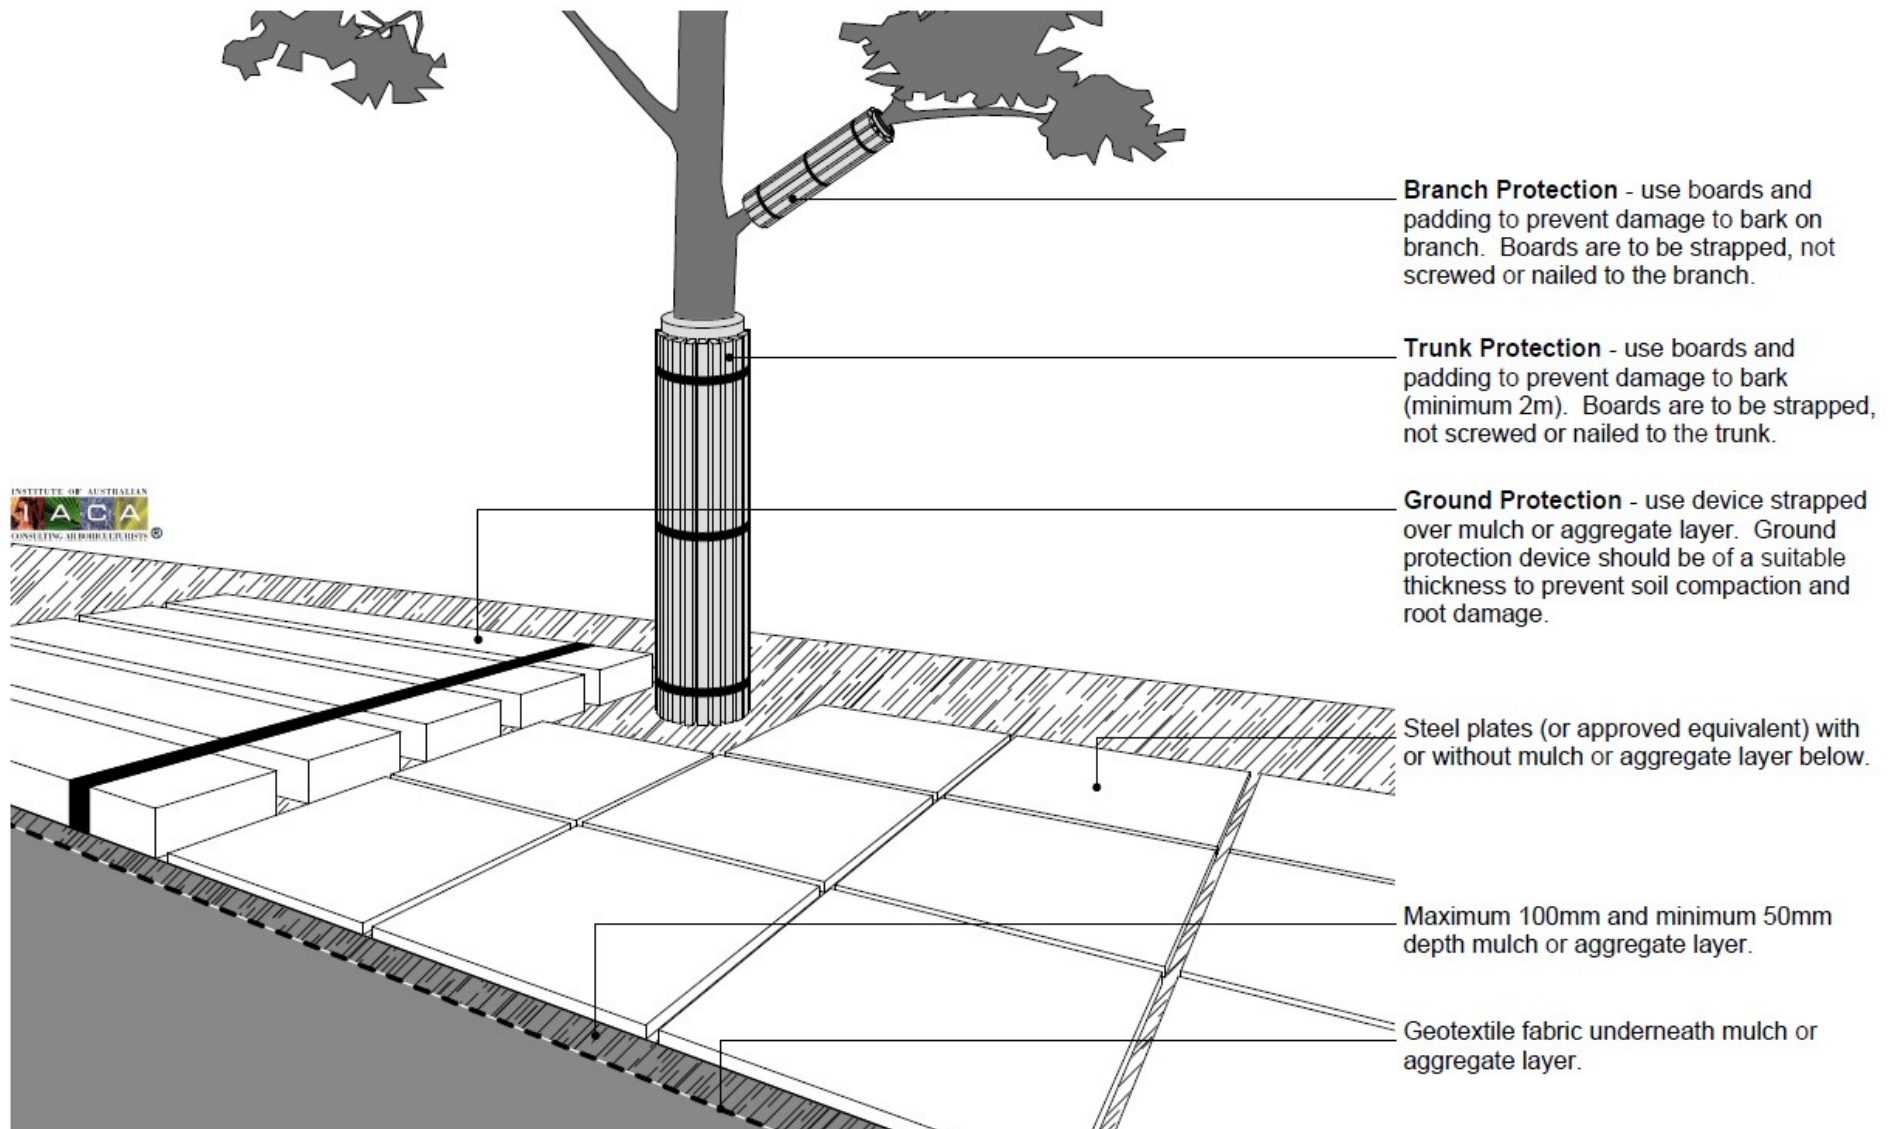 Branch Protection - use boards and
padding to prevent damage to bark on
branch. Boards are to be strapped, not
screwed or nailed to the branch.
Trunk Protection - use boards and
padding to prevent damage to bark
(minimum 2m). Boards are to be strapped,
not screwed or nailed to the trunk.
INSTITUTE OF AUSTRALIAN
IACA
CONSULTING ARBORICULTURISTS ®
Ground Protection - use device strapped
over mulch or aggregate layer. Ground
protection device should be of a suitable
thickness to prevent soil compaction and
root damage.
Steel plates (or approved equivalent) with
or without mulch or aggregate layer below.
Maximum 100mm and minimum 50mm
depth mulch or aggregate layer.
Geotextile fabric underneath mulch or
aggregate layer.